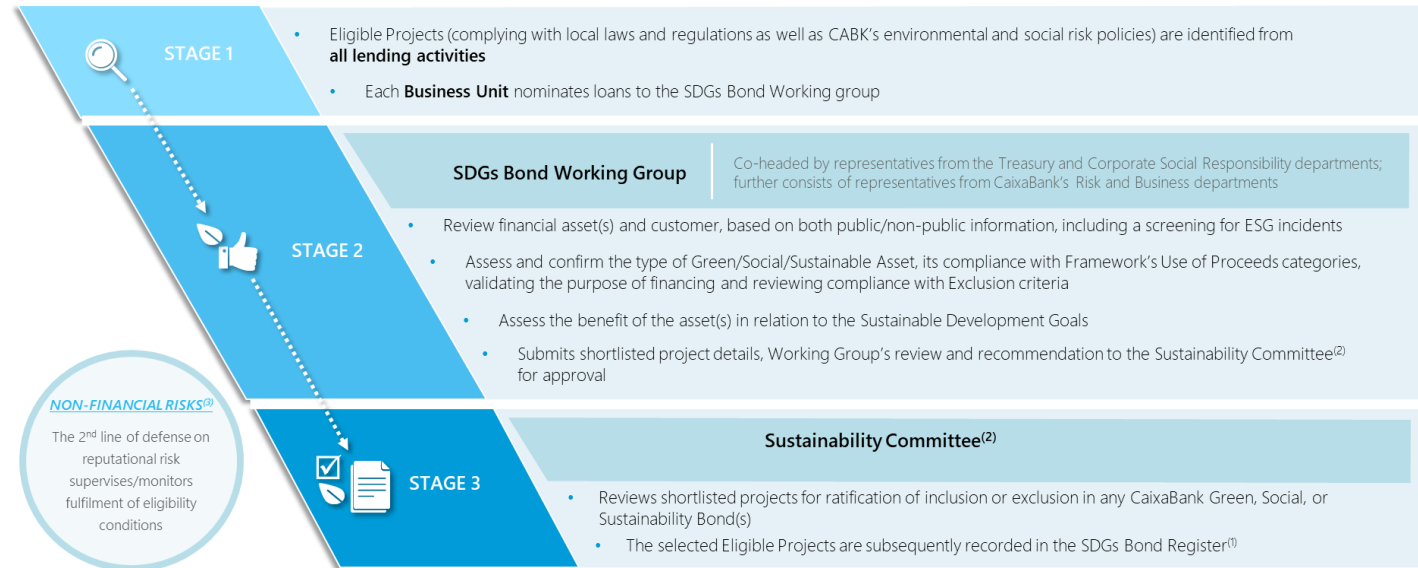 STAGE 1
• Eligible Projects (complying with local laws and regulations as well as CABK's environmental and social risk policies) are identified from
all lending activities
• Each Business Unit nominates loans to the SDGs Bond Working group
STAGE 2
SDGs Bond Working Group
Co-headed by representatives from the Treasury and Corporate Social Responsibility departments;
further consists of representatives from CaixaBank's Risk and Business departments
• Review financial asset(s) and customer, based on both public/non-public information, including a screening for ESG incidents
• Assess and confirm the type of Green/Social/Sustainable Asset, its compliance with Framework's Use of Proceeds categories,
validating the purpose of financing and reviewing compliance with Exclusion criteria
• Assess the benefit of the asset(s) in relation to the Sustainable Development Goals
• Submits shortlisted project details, Working Group's review and recommendation to the Sustainability Committee(2)
for approval
NON-FINANCIAL RISKS(3)
The 2nd line of defense on
reputational risk
supervises/monitors
fulfilment of eligibility
conditions
STAGE 3
Sustainability Committee(2)
• Reviews shortlisted projects for ratification of inclusion or exclusion in any CaixaBank Green, Social, or
Sustainability Bond(s)
• The selected Eligible Projects are subsequently recorded in the SDGs Bond Register(1)